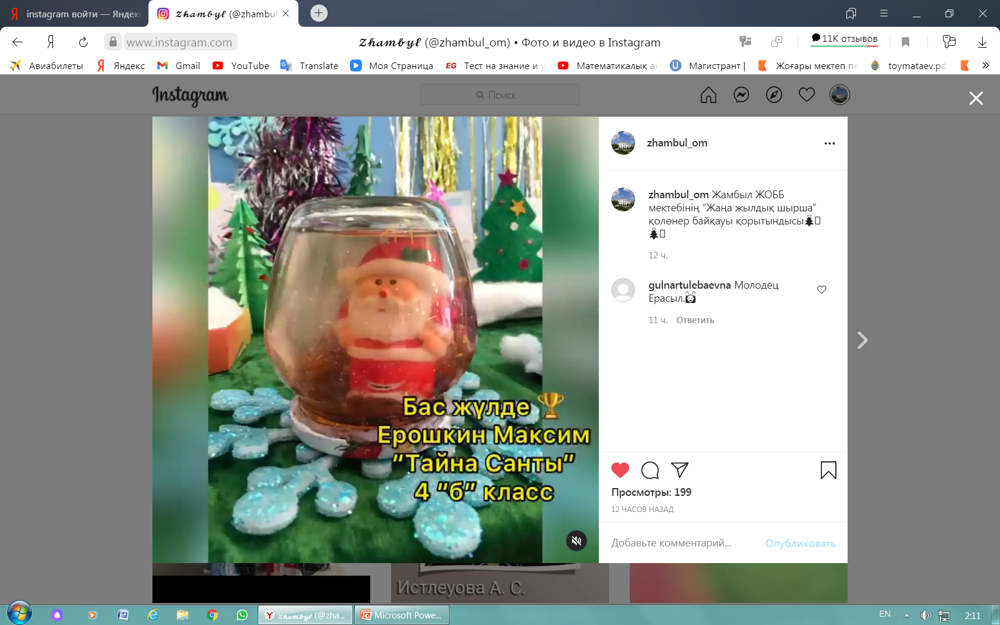 instagram войти — Яндекс
𝓩𝓱𝓪𝓶𝓫𝔂𝓵 (@zhambul
www.instagram.com
𝓩𝓱𝓪𝓶𝓫𝔂𝓵 (@zhambul_om) • Фото и видео в Instagram
11K отзывов
Авиабилеты
Яндекс
Gmail
YouTube
Translate
Моя Страница
EG Тест на знание и у
Математикалық ан
Магистрант |
Жоғары мектеп пе
toymataev.pd
Instagram
Поиск
zhambul_om
zhambul_om Жамбыл ЖОББ
мектебінің “Жаңа жылдық шырша”
қолөнер байқауы қорытындысы🎄
🎄
12 ч.
gulnartulebaevna Молодец
Ерасыл.
11 ч. Ответить
Бас жүлде 🏆
Ерошкин Максим
“Тайна Санты”
4 “б” класс
Просмотры: 199
12 ЧАСОВ НАЗАД
Добавьте комментарий...
Опубликовать
Истлеуова А. С.
𝔃𝓱𝓪𝓶𝓫𝔂𝓵 (@zha...
Microsoft Powe...
EN
2:11